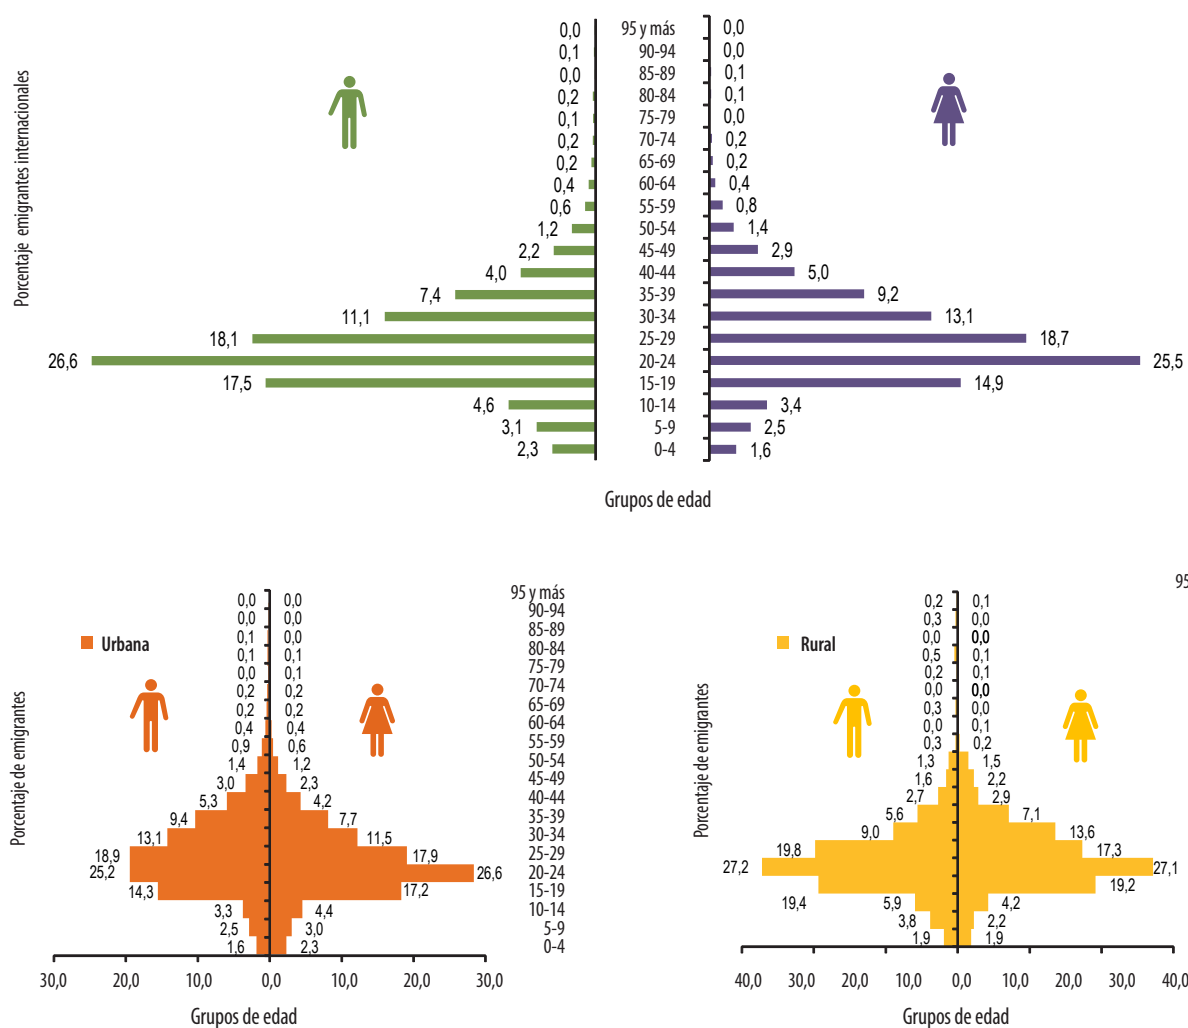 Porcentaje emigrantes internacionales
0,0 95 y más 0,0
0,1 90-94 0,0
0,0 85-89 0,1
0,2 80-84 0,1
0,1 75-79 0,0
0,2 70-74 0,2
0,2 65-69 0,2
0,4 60-64 0,4
0,6 55-59 0,8
1,2 50-54 1,4
2,2 45-49 2,9
4,0 40-44 5,0
7,4 35-39 9,2
11,1 30-34 13,1
18,1 25-29 18,7
26,6 20-24 25,5
17,5 15-19 14,9
4,6 10-14 3,4
3,1 5-9 2,5
2,3 0-4 1,6
Grupos de edad
Urbana
Porcentaje de emigrantes
0,0 0,0 95 y más
0,0 0,0 90-94
0,1 0,0 85-89
0,1 0,1 80-84
0,0 0,1 75-79
0,2 0,2 70-74
0,2 0,2 65-69
0,4 0,4 60-64
0,9 0,6 55-59
1,4 1,2 50-54
3,0 2,3 45-49
5,3 4,2 40-44
9,4 7,7 35-39
13,1 11,5 30-34
18,9 17,9 25-29
25,2 26,6 20-24
14,3 17,2 15-19
3,3 4,4 10-14
2,5 3,0 5-9
1,6 2,3 0-4
30,0 20,0 10,0 0,0 10,0 20,0 30,0
Grupos de edad
95
Rural
Porcentaje de emigrantes
0,2 0,1
0,3 0,0
0,0 0,0
0,5 0,1
0,2 0,1
0,0 0,0
0,3 0,0
0,0 0,1
0,3 0,2
1,3 1,5
1,6 2,2
2,7 2,9
5,6 7,1
9,0 13,6
19,8 17,3
27,2 27,1
19,4 19,2
5,9 4,2
3,8 2,2
1,9 1,9
40,0 30,0 20,0 10,0 0,0 10,0 20,0 30,0 40,0
Grupos de edad